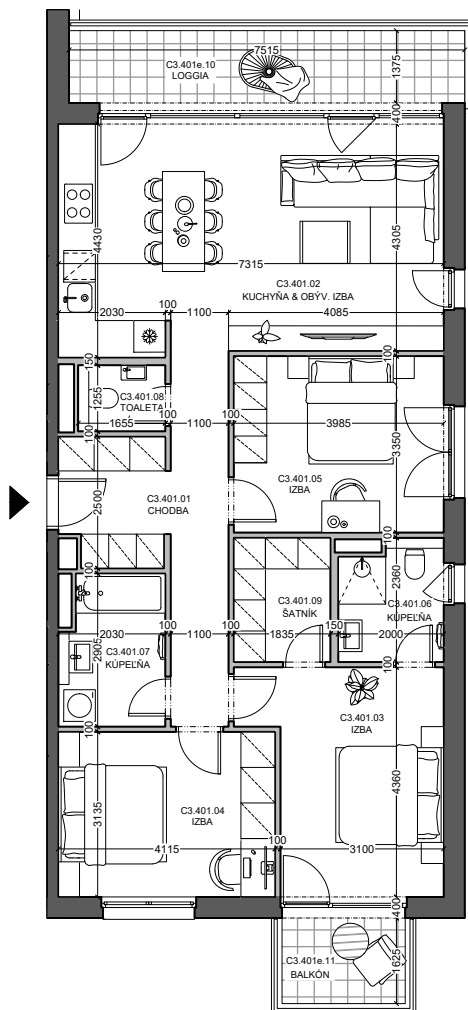 7515
C3.401e.10
LOGGIA
1375
400
4430
4305
7315
C3.401.02
KUCHYŇA & OBÝV. IZBA
2030
100
1100
4085
150
100
1255
C3.401.08
TOALETA
100
1655
1100
100
3985
100
3350
C3.401.05
IZBA
C3.401.01
CHODBA
2500
100
100
2360
C3.401.09
ŠATNÍK
C3.401.06
KÚPEĽŇA
2030
100
1100
100
1835
150
2000
C3.401.07
KÚPEĽŇA
2905
100
100
C3.401.03
IZBA
C3.401.04
IZBA
3135
4360
4115
100
3100
400
C3.401e.11
BALKÓN
1625